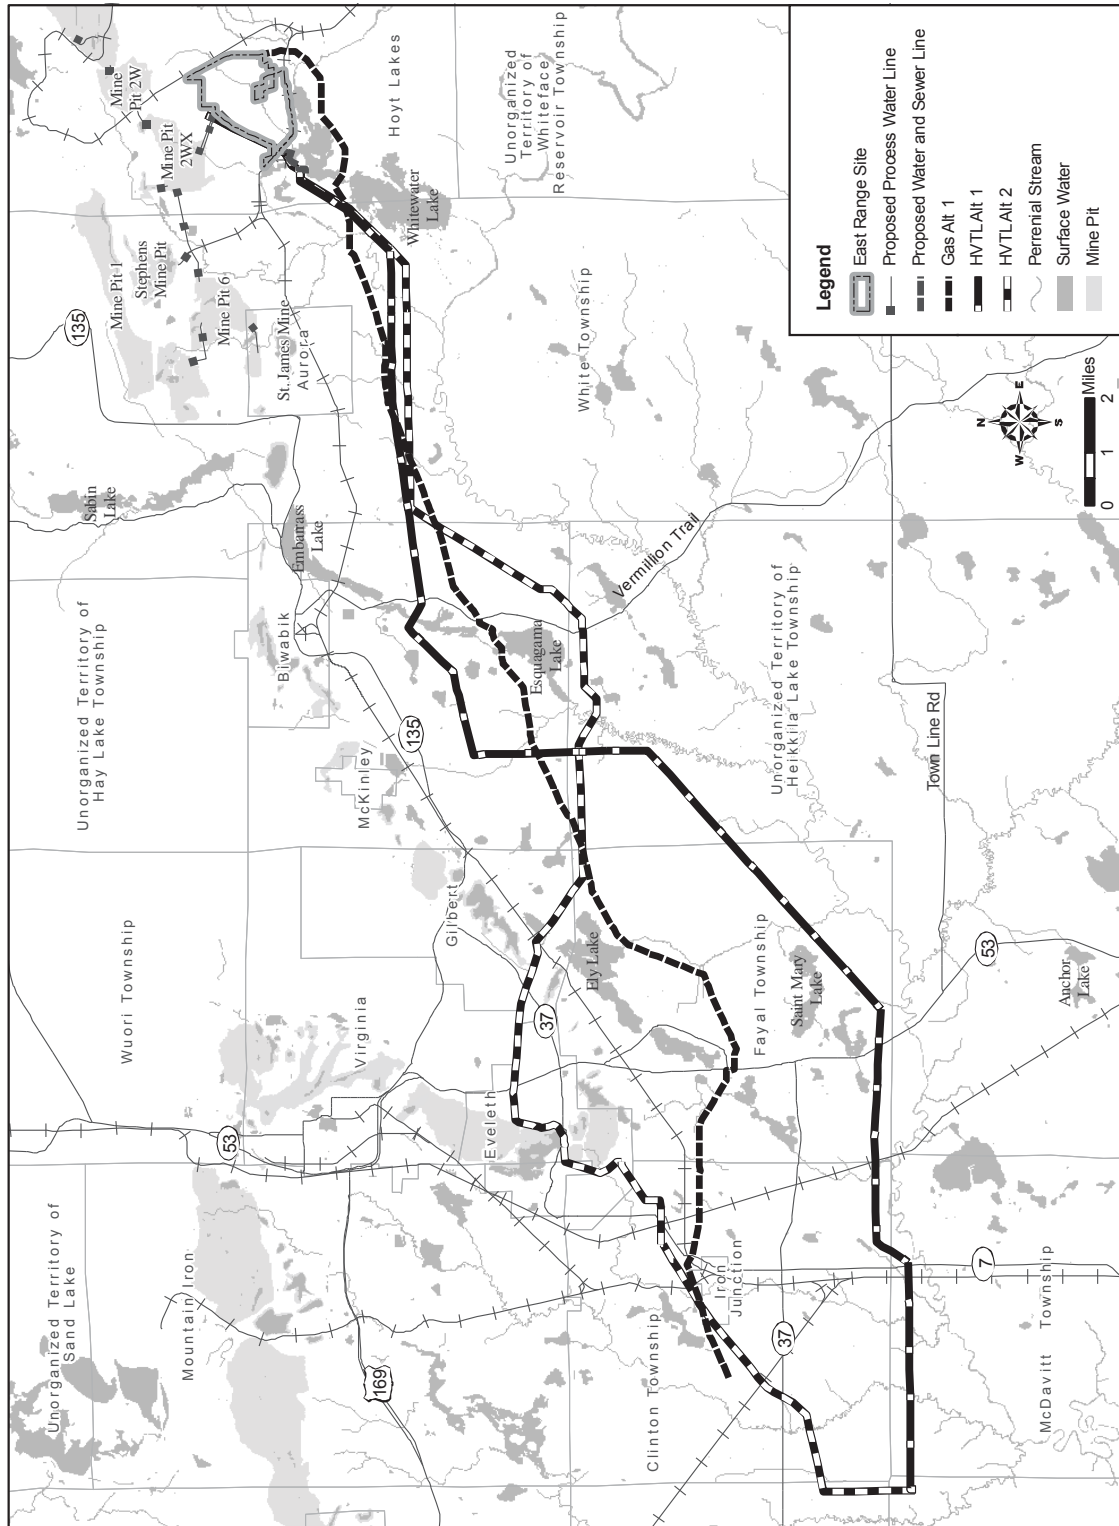 Unorganized Territory of
Sand Lake
Mountain Iron
169
Clinton Township
Iron
Junction
37
7
McDavitt Township
53
Wuori Township
Virginia
Eveleth
37
Gilbert
Ely Lake
Fayal Township
Saint Mary
Lake
53
Anchor
Lake
Unorganized Territory of
Hay Lake Township
McKinley
Biwabik
135
Esquagama
Lake
Vermillion Trail
Unorganized Territory of
Heikkila Lake Township
Town Line Rd
Sabin
Lake
Embarrass
Lake
135
Mine Pit 1
Stephens
Mine Pit
Mine Pit 6
St. James Mine
Aurora
White Township
Mine
Pit 2W
Mine Pit
2WX
Whitewater
Lake
Hoyt Lakes
Unorganized
Territory of
Whiteface
Reservoir Township
Legend
East Range Site
Proposed Process Water Line
Proposed Water and Sewer Line
Gas Alt 1
HVTL Alt 1
HVTL Alt 2
Perrenial Stream
Surface Water
Mine Pit
N
W
E
S
0 1 2
Miles